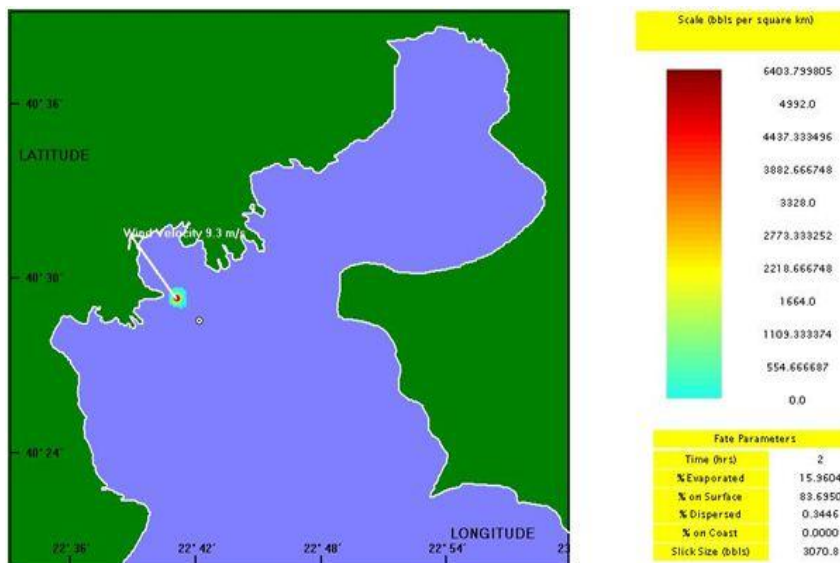 LATITUDE
40° 36´
Wind Velocity 9.3 m/s
40° 30´
40° 24´
LONGITUDE
22° 36´ 22° 42´ 22° 48´ 22° 54´ 23
Scale (bbls per square km)
6403.799805
4992.0
4437.333496
3882.666748
3328.0
2773.333252
2218.666748
1664.0
1109.333374
554.666687
0.0
Fate Parameters
Time (hrs) 2
% Evaporated 15.9604
% on Surface 83.6950
% Dispersed 0.3446
% on Coast 0.0000
Slick Size (bbls) 3070.8